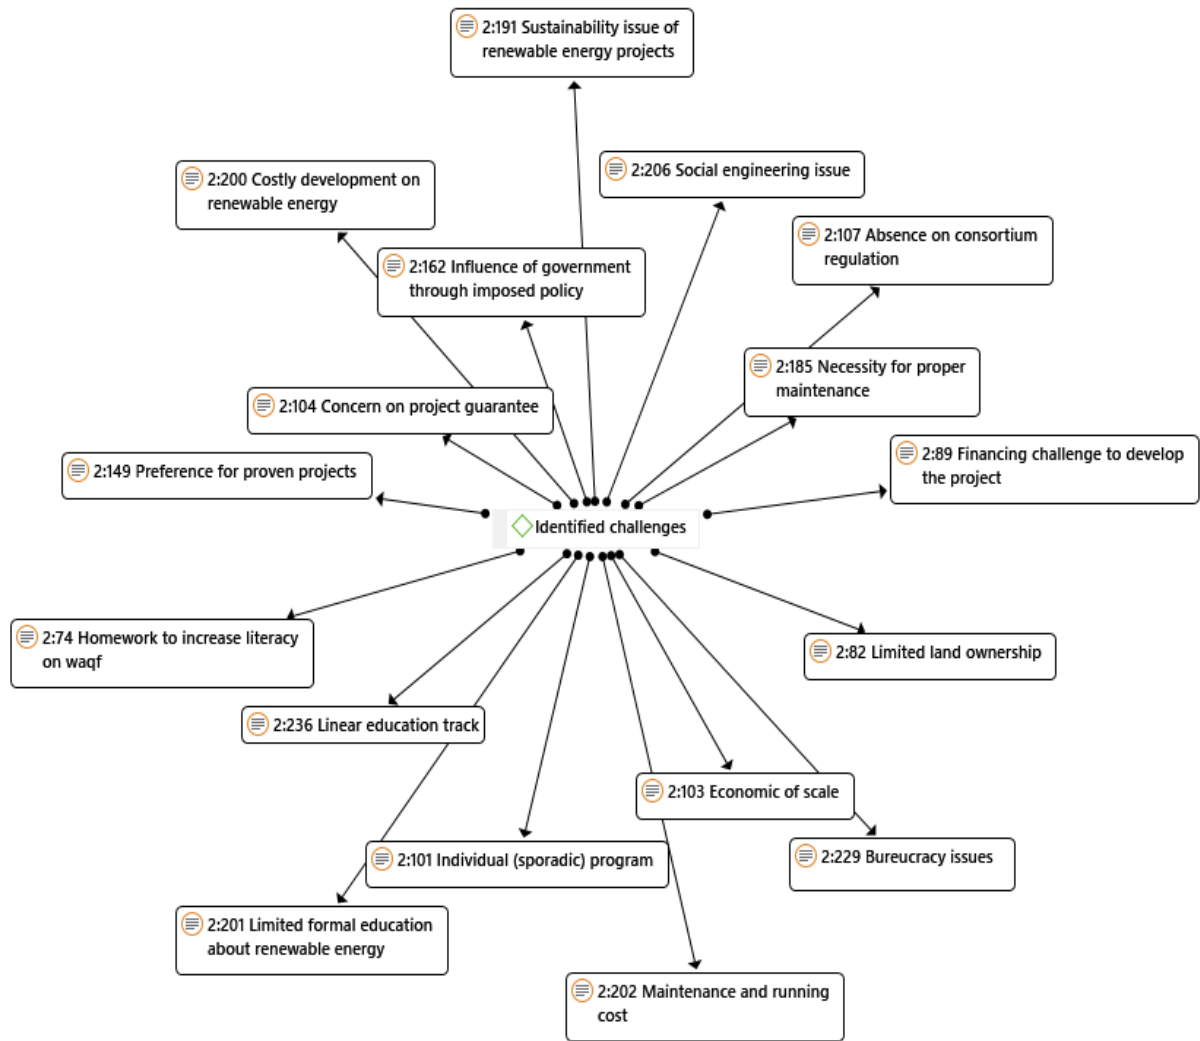 2:191 Sustainability issue of
renewable energy projects
2:206 Social engineering issue
2:200 Costly development on
renewable energy
2:107 Absence on consortium
regulation
2:162 Influence of government
through imposed policy
2:185 Necessity for proper
maintenance
2:104 Concern on project guarantee
2:89 Financing challenge to develop
the project
2:149 Preference for proven projects
Identified challenges
2:74 Homework to increase literacy
on waqf
2:82 Limited land ownership
2:236 Linear education track
2:103 Economic of scale
2:229 Bureucracy issues
2:101 Individual (sporadic) program
2:201 Limited formal education
about renewable energy
2:202 Maintenance and running
cost